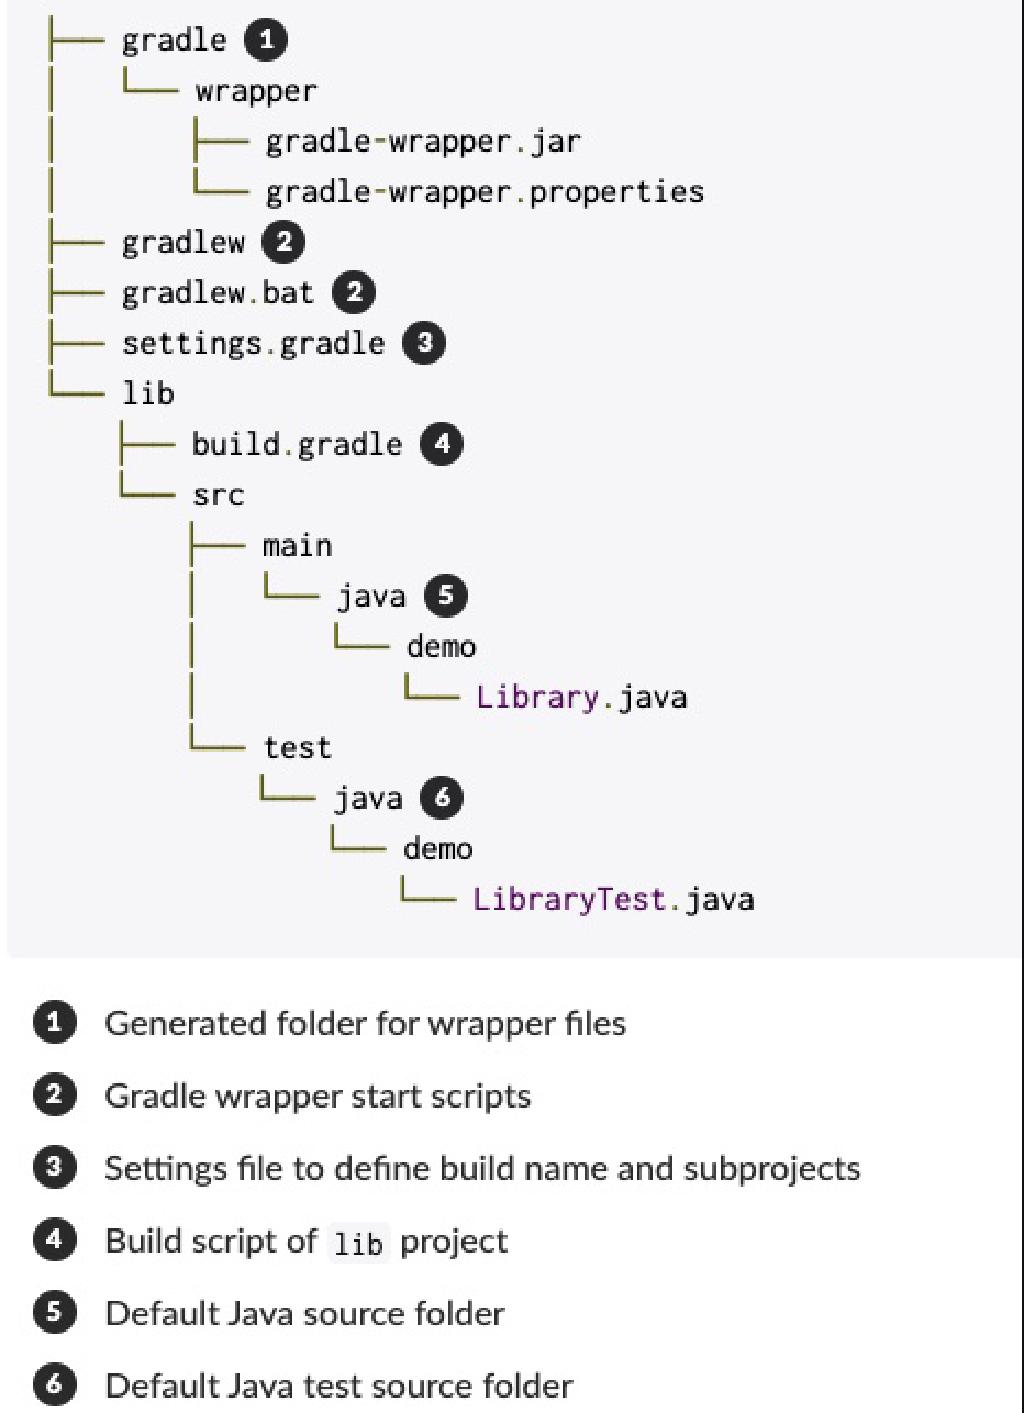 gradle 1
wrapper
gradle-wrapper.jar
gradle-wrapper.properties
gradlew 2
gradlew.bat 2
settings.gradle 3
lib
build.gradle 4
src
main
java 5
demo
Library.java
test
java 6
demo
LibraryTest.java
1 Generated folder for wrapper files
2 Gradle wrapper start scripts
3 Settings file to define build name and subprojects
4 Build script of lib project
5 Default Java source folder
6 Default Java test source folder